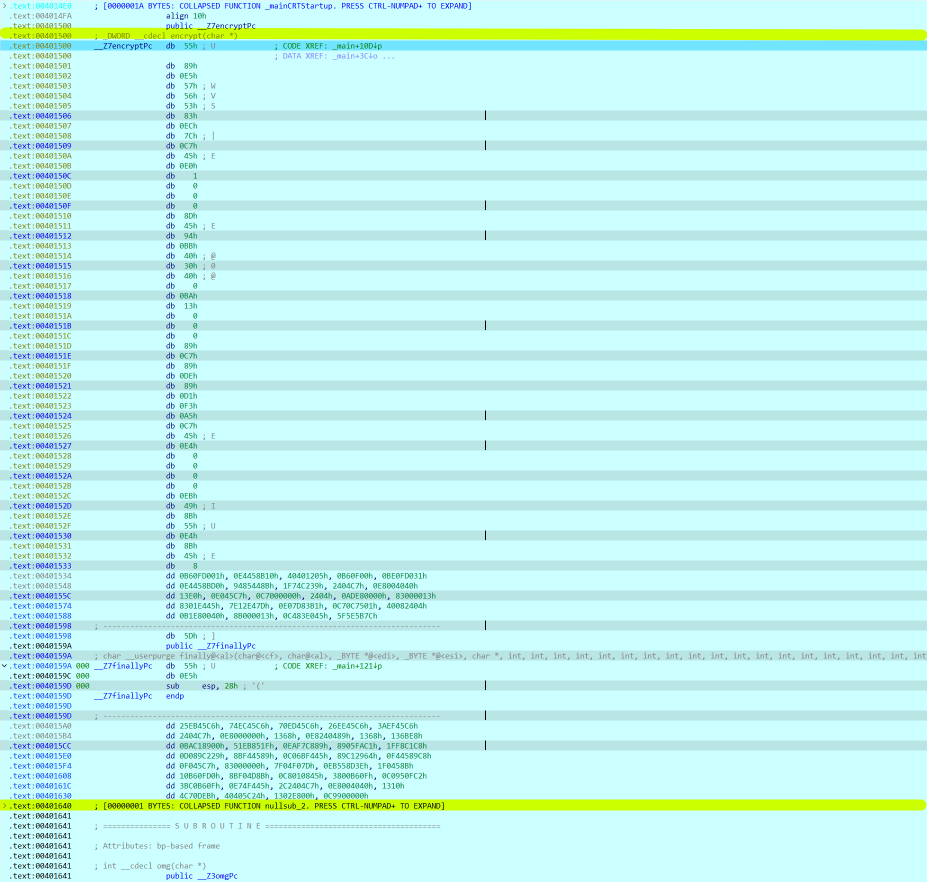 .text:004014E0 ; [0000001A BYTES: COLLAPSED FUNCTION _mainCRTStartup. PRESS CTRL-NUMPAD+ TO EXPAND]
.text:004014FA align 10h
.text:00401500 public __Z7encryptPc
.text:00401500 ; _DWORD __cdecl encrypt(char *)
.text:00401500 __Z7encryptPc db 55h ; U ; CODE XREF: _main+10D↓p
.text:00401500 ; DATA XREF: _main+3C↓o ...
.text:00401501 db 89h
.text:00401502 db 0E5h
.text:00401503 db 57h ; W
.text:00401504 db 56h ; V
.text:00401505 db 53h ; S
.text:00401506 db 83h
.text:00401507 db 0ECh
.text:00401508 db 7Ch ; |
.text:00401509 db 0C7h
.text:0040150A db 45h ; E
.text:0040150B db 0E0h
.text:0040150C db 1
.text:0040150D db 0
.text:0040150E db 0
.text:0040150F db 0
.text:00401510 db 8Dh
.text:00401511 db 45h ; E
.text:00401512 db 94h
.text:00401513 db 0BBh
.text:00401514 db 40h ; @
.text:00401515 db 30h ; 0
.text:00401516 db 40h ; @
.text:00401517 db 0
.text:00401518 db 0BAh
.text:00401519 db 13h
.text:0040151A db 0
.text:0040151B db 0
.text:0040151C db 0
.text:0040151D db 89h
.text:0040151E db 0C7h
.text:0040151F db 89h
.text:00401520 db 0DEh
.text:00401521 db 89h
.text:00401522 db 0D1h
.text:00401523 db 0F3h
.text:00401524 db 0A5h
.text:00401525 db 0C7h
.text:00401526 db 45h ; E
.text:00401527 db 0E4h
.text:00401528 db 0
.text:00401529 db 0
.text:0040152A db 0
.text:0040152B db 0
.text:0040152C db 0EBh
.text:0040152D db 49h ; I
.text:0040152E db 8Bh
.text:0040152F db 55h ; U
.text:00401530 db 0E4h
.text:00401531 db 8Bh
.text:00401532 db 45h ; E
.text:00401533 db 8
.text:00401534 dd 0B60FD001h, 0E4458B10h, 40401205h, 0B60F00h, 0BE0FD031h
.text:00401548 dd 0E4458BD0h, 9485448Bh, 1F74C239h, 2404C7h, 0E8004040h
.text:0040155C dd 13E0h, 0E045C7h, 0C7000000h, 2404h, 0ADE80000h, 83000013h
.text:00401574 dd 8301E445h, 7E12E47Dh, 0E07D83B1h, 0C70C7501h, 40082404h
.text:00401588 dd 0B1E80040h, 8B000013h, 0C483E045h, 5F5E5B7Ch
.text:00401598 ; ---------------------------------------------------------------------------
.text:00401598 db 5Dh ; ]
.text:0040159A public __Z7finallyPc
.text:0040159A ; char __userpurge finally@<al>(char@<cf>, char@<al>, _BYTE *@<edi>, _BYTE *@<esi>, char *, int, int, int, int, int, int, int, int, int, int, int, int, int, int, int, int, int, int, int
.text:0040159A 000 __Z7finallyPc db 55h ; U ; CODE XREF: _main+121↓p
.text:0040159C 000 db 0E5h
.text:0040159D 000 sub esp, 28h ; '('
.text:0040159D __Z7finallyPc endp
.text:0040159D
.text:0040159D ; ---------------------------------------------------------------------------
.text:004015A0 dd 25EB45C6h, 74EC45C6h, 70ED45C6h, 26EE45C6h, 3AEF45C6h
.text:004015B4 dd 2404C7h, 0E8000000h, 1368h, 0E8240489h, 1368h, 136BE8h
.text:004015CC dd 0BAC18900h, 51EB851Fh, 0EAF7C889h, 8905FAC1h, 1FF8C1C8h
.text:004015E0 dd 0D089C229h, 8BF44589h, 0C06BF445h, 89C12964h, 0F44589C8h
.text:004015F4 dd 0F045C7h, 83000000h, 7F04F07Dh, 0EB558D3Eh, 1F0458Bh
.text:00401608 dd 10B60FD0h, 8BF04D8Bh, 0C8010845h, 3800B60Fh, 0C0950FC2h
.text:0040161C dd 3BC0B60Fh, 0E74F445h, 2C2404C7h, 0E8004040h, 1310h
.text:00401630 dd 4C70DEBh, 40405C24h, 1302E800h, 0C9900000h
.text:00401640 ; [00000001 BYTES: COLLAPSED FUNCTION nullsub_2. PRESS CTRL-NUMPAD+ TO EXPAND]
.text:00401641
.text:00401641 ; =============== S U B R O U T I N E =======================================
.text:00401641
.text:00401641 ; Attributes: bp-based frame
.text:00401641
.text:00401641 ; int __cdecl omg(char *)
.text:00401641 public __Z3omgPc